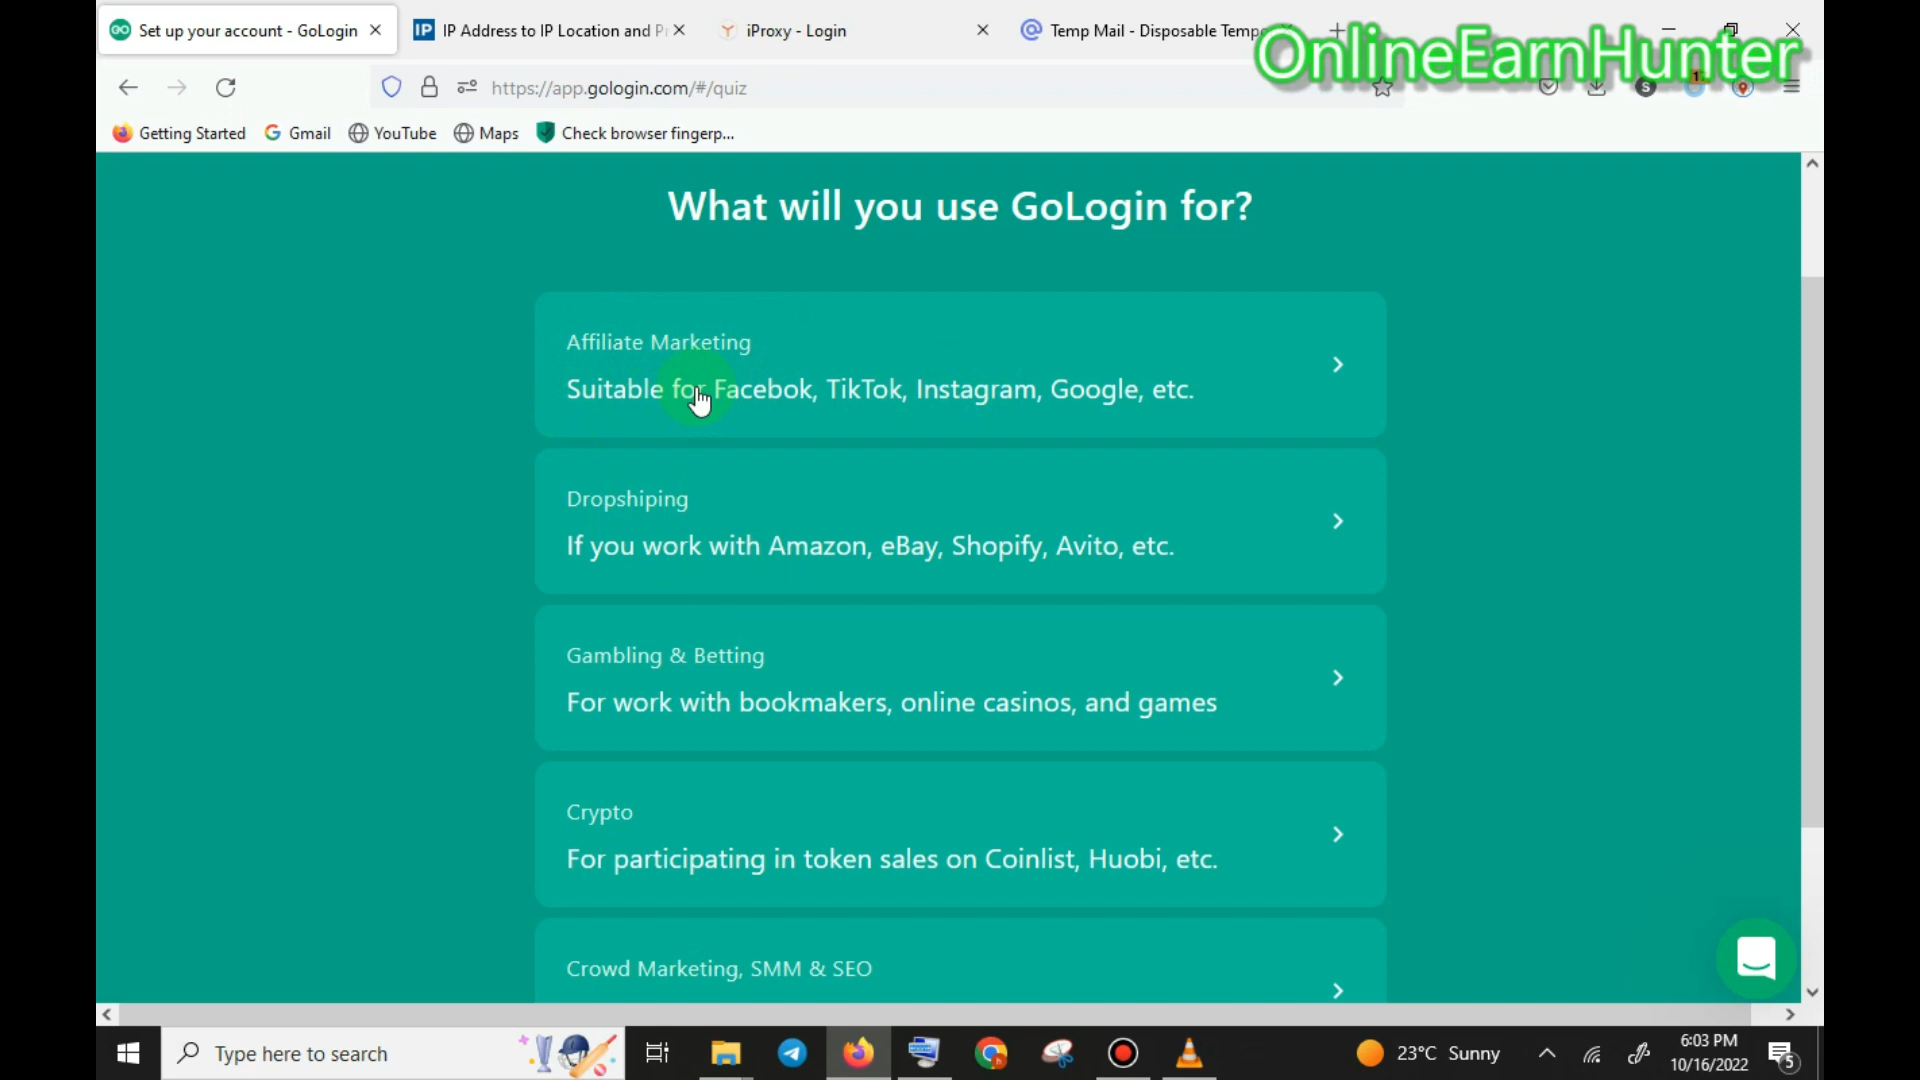 Set up your account - GoLogin
IP Address to IP Location and P
iProxy - Login
Temp Mail - Disposable Temp
OnlineEarnHunter
https://app.gologin.com/#/quiz
S
1
Getting Started
Gmail
YouTube
Maps
Check browser fingerp...
What will you use GoLogin for?
Affiliate Marketing
Suitable for Facebok, TikTok, Instagram, Google, etc.
Dropshiping
If you work with Amazon, eBay, Shopify, Avito, etc.
Gambling & Betting
For work with bookmakers, online casinos, and games
Crypto
For participating in token sales on Coinlist, Huobi, etc.
Crowd Marketing, SMM & SEO
Type here to search
23°C Sunny
6:03 PM
10/16/2022
5